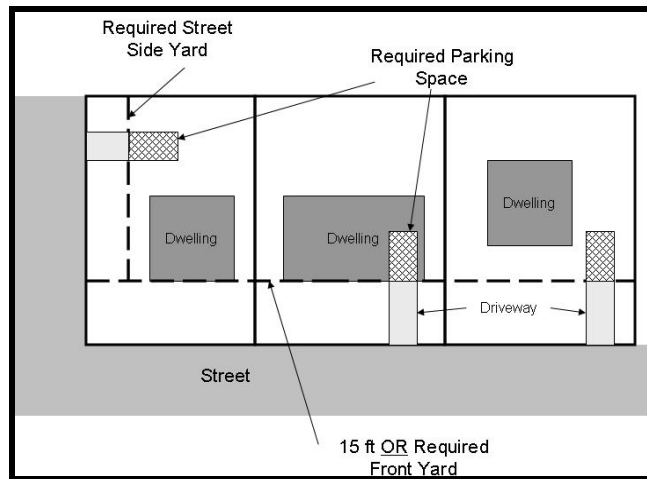 Required Street
Side Yard
Required Parking
Space
Dwelling
Dwelling
Dwelling
Driveway
Street
15 ft OR Required
Front Yard